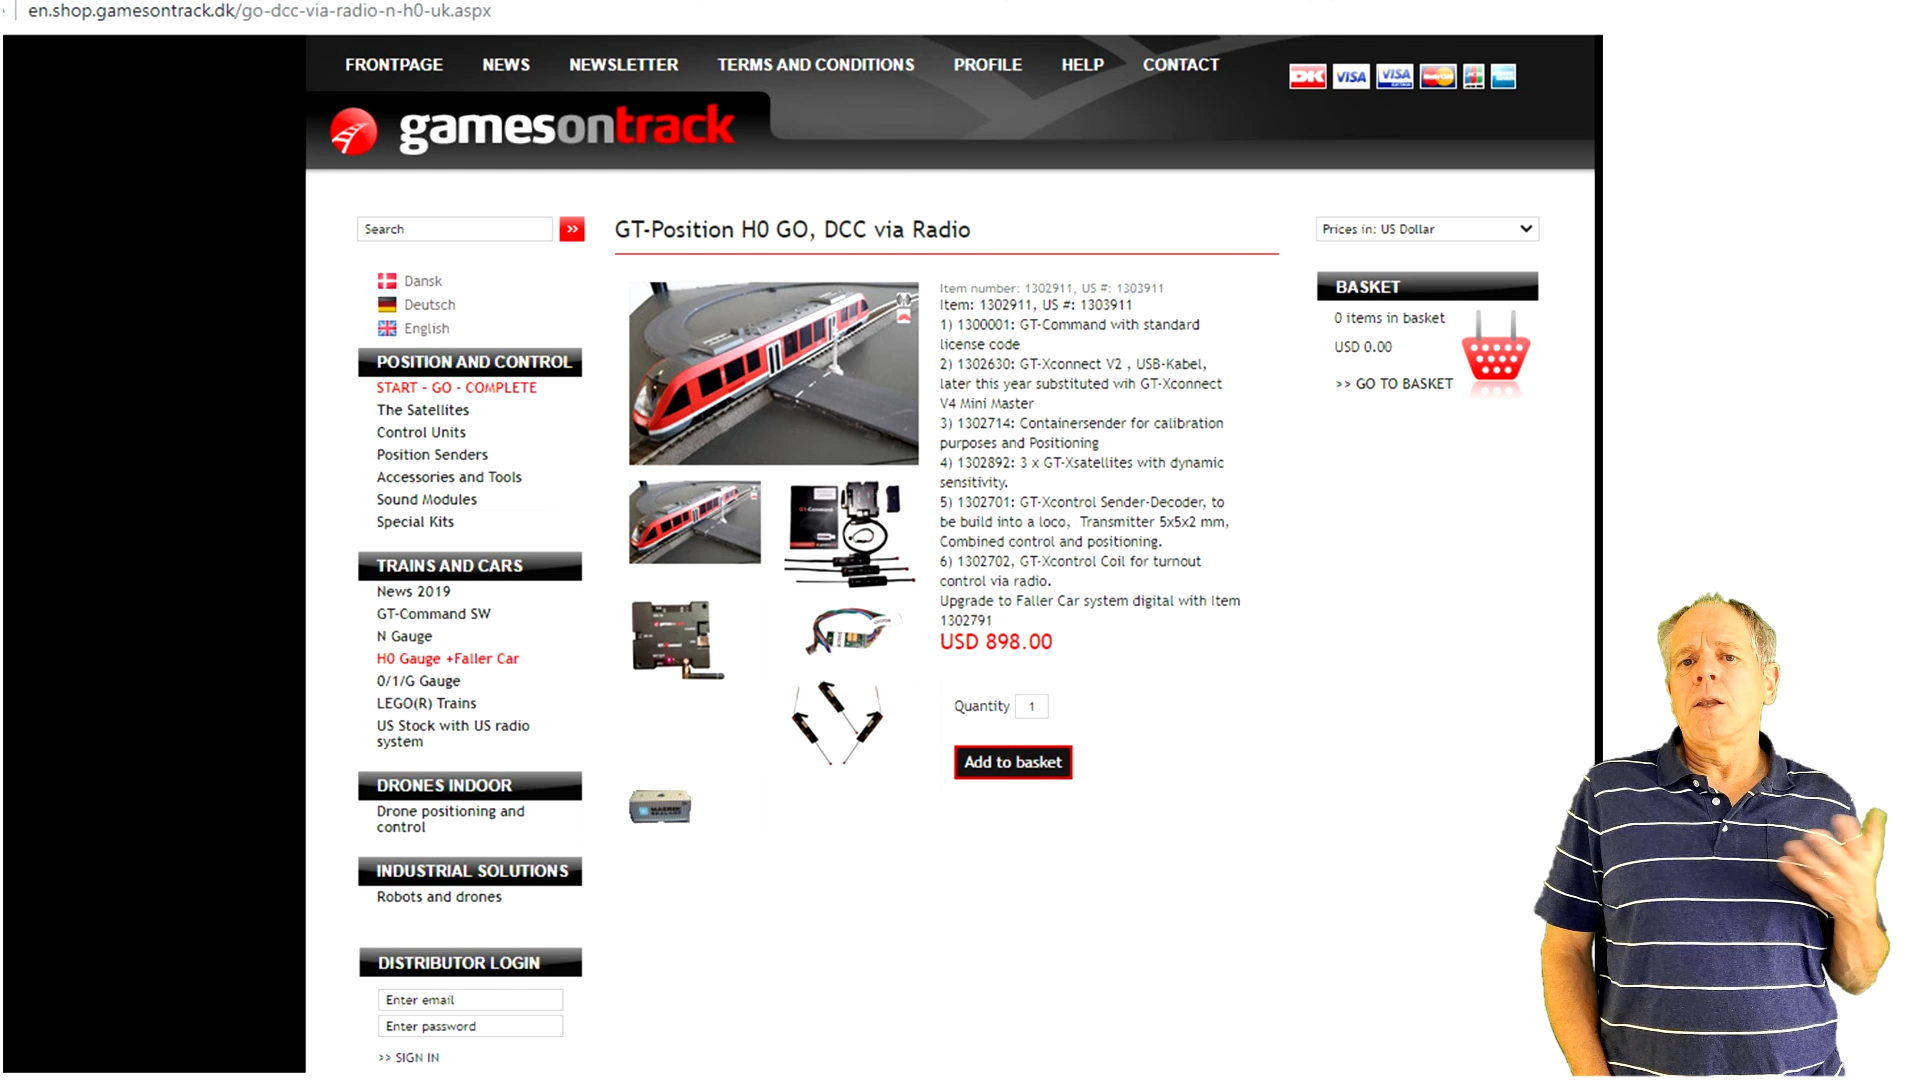 en.shop.gamesontrack.dk/go-dcc-via-radio-n-h0-uk.aspx
FRONTPAGE NEWS NEWSLETTER TERMS AND CONDITIONS PROFILE HELP CONTACT
DK VISA VISA
gamesontrack
Search >>
Dansk
Deutsch
English
POSITION AND CONTROL
START - GO - COMPLETE
The Satellites
Control Units
Position Senders
Accessories and Tools
Sound Modules
Special Kits
TRAINS AND CARS
News 2019
GT-Command SW
N Gauge
H0 Gauge +Faller Car
0/1/G Gauge
LEGO(R) Trains
US Stock with US radio
system
DRONES INDOOR
Drone positioning and
control
INDUSTRIAL SOLUTIONS
Robots and drones
DISTRIBUTOR LOGIN
Enter email
Enter password
>> SIGN IN
GT-Position H0 GO, DCC via Radio
Item number: 1302911, US #: 1303911
Item: 1302911, US #: 1303911
1) 1300001: GT-Command with standard
license code
2) 1302630: GT-Xconnect V2 , USB-Kabel,
later this year substituted wih GT-Xconnect
V4 Mini Master
3) 1302714: Containersender for calibration
purposes and Positioning
4) 1302892: 3 x GT-Xsatellites with dynamic
sensitivity.
5) 1302701: GT-Xcontrol Sender-Decoder, to
be build into a loco, Transmitter 5x5x2 mm,
Combined control and positioning.
6) 1302702, GT-Xcontrol Coil for turnout
control via radio.
Upgrade to Faller Car system digital with Item
1302791
USD 898.00
Quantity 1
Add to basket
Prices in: US Dollar
BASKET
0 items in basket
USD 0.00
>> GO TO BASKET